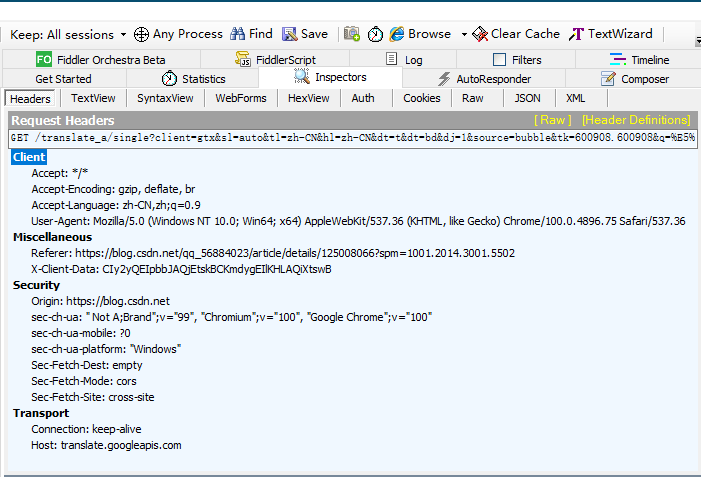 Keep: All sessions Any Process Find Save Browse Clear Cache TextWizard
FO Fiddler Orchestra Beta FiddlerScript Log Filters Timeline
Get Started Statistics Inspectors AutoResponder Composer
Headers TextView SyntaxView WebForms HexView Auth Cookies Raw JSON XML
Request Headers [ Raw ] [Header Definitions]
GET /translate_a/single?client=gtx&sl=auto&tl=zh-CN&hl=zh-CN&dt=t&dt=bd&dj=1&source=bubble&tk=600908.600908&q=%E5%
Client
Accept: */*
Accept-Encoding: gzip, deflate, br
Accept-Language: zh-CN,zh;q=0.9
User-Agent: Mozilla/5.0 (Windows NT 10.0; Win64; x64) AppleWebKit/537.36 (KHTML, like Gecko) Chrome/100.0.4896.75 Safari/537.36
Miscellaneous
Referer: https://blog.csdn.net/qq_56884023/article/details/125008066?spm=1001.2014.3001.5502
X-Client-Data: CIy2yQEIpbbJAQjEtskBCKmdygEIlKHLAQiXtswB
Security
Origin: https://blog.csdn.net
sec-ch-ua: " Not A;Brand";v="99", "Chromium";v="100", "Google Chrome";v="100"
sec-ch-ua-mobile: ?0
sec-ch-ua-platform: "Windows"
Sec-Fetch-Dest: empty
Sec-Fetch-Mode: cors
Sec-Fetch-Site: cross-site
Transport
Connection: keep-alive
Host: translate.googleapis.com